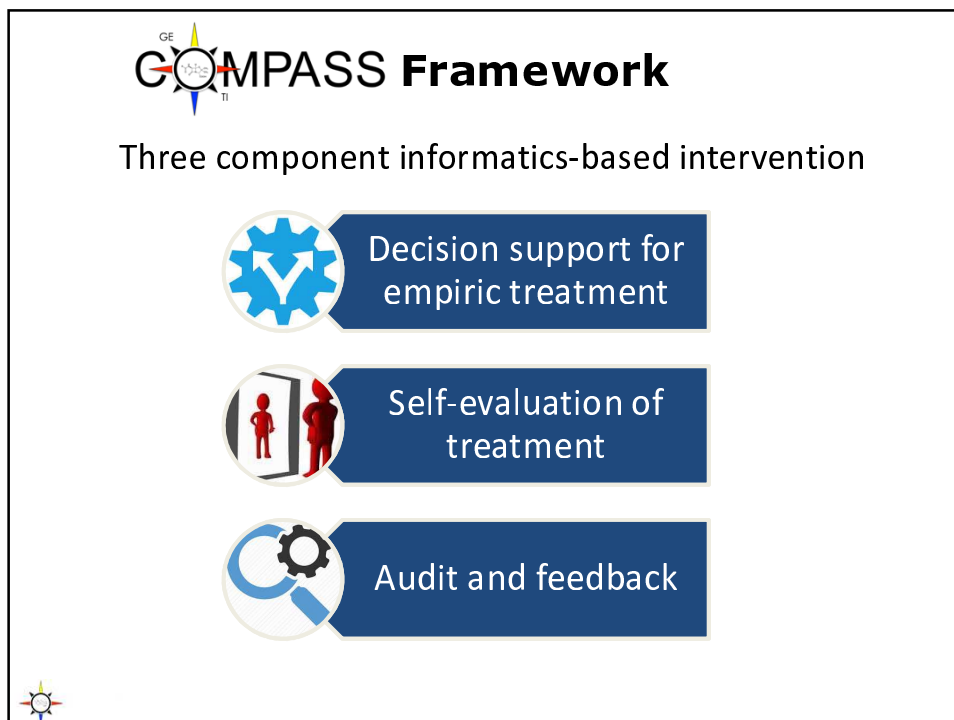 GE
COMPASS Framework
TI
Three component informatics-based intervention
Decision support for
empiric treatment
Self-evaluation of
treatment
Audit and feedback